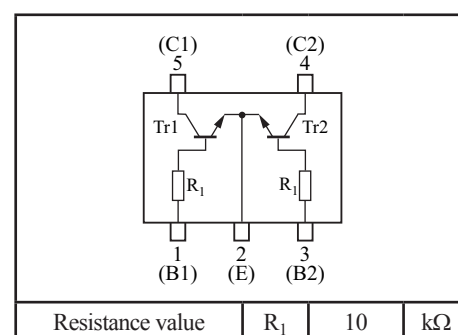 (C1) (C2)
5 4
Tr1 Tr2
R1 R1
1 2 3
(B1) (E) (B2)
Resistance value R1 10 kΩ